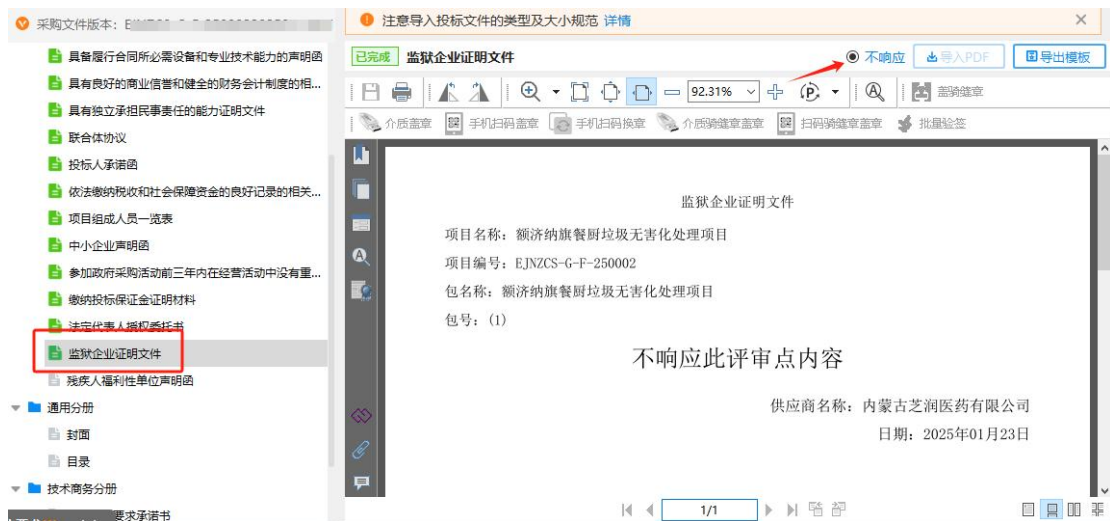 采购文件版本：E
具备履行合同所必需设备和专业技术能力的声明函
具有良好的商业信誉和健全的财务会计制度的相...
具有独立承担民事责任的能力证明文件
联合体协议
投标人承诺函
依法缴纳税收和社会保障资金的良好记录的相关...
项目组成人员一览表
中小企业声明函
参加政府采购活动前三年内在经营活动中没有重...
缴纳投标保证金证明材料
法定代表人授权委托书
监狱企业证明文件
残疾人福利性单位声明函
通用分册
封面
目录
技术商务分册
要求承诺书
注意导入投标文件的类型及大小规范 详情
已完成 监狱企业证明文件 不响应 导入PDF 导出模板
92.31% 盖骑缝章
介质盖章 手机扫码盖章 手机扫码换章 介质骑缝章盖章 扫码骑缝章盖章 批量验签
监狱企业证明文件
项目名称：额济纳旗餐厨垃圾无害化处理项目
项目编号：EJNZCS-G-F-250002
包名称：额济纳旗餐厨垃圾无害化处理项目
包号：(1)
不响应此评审点内容
供应商名称：内蒙古芝润医药有限公司
日期：2025年01月23日
1/1